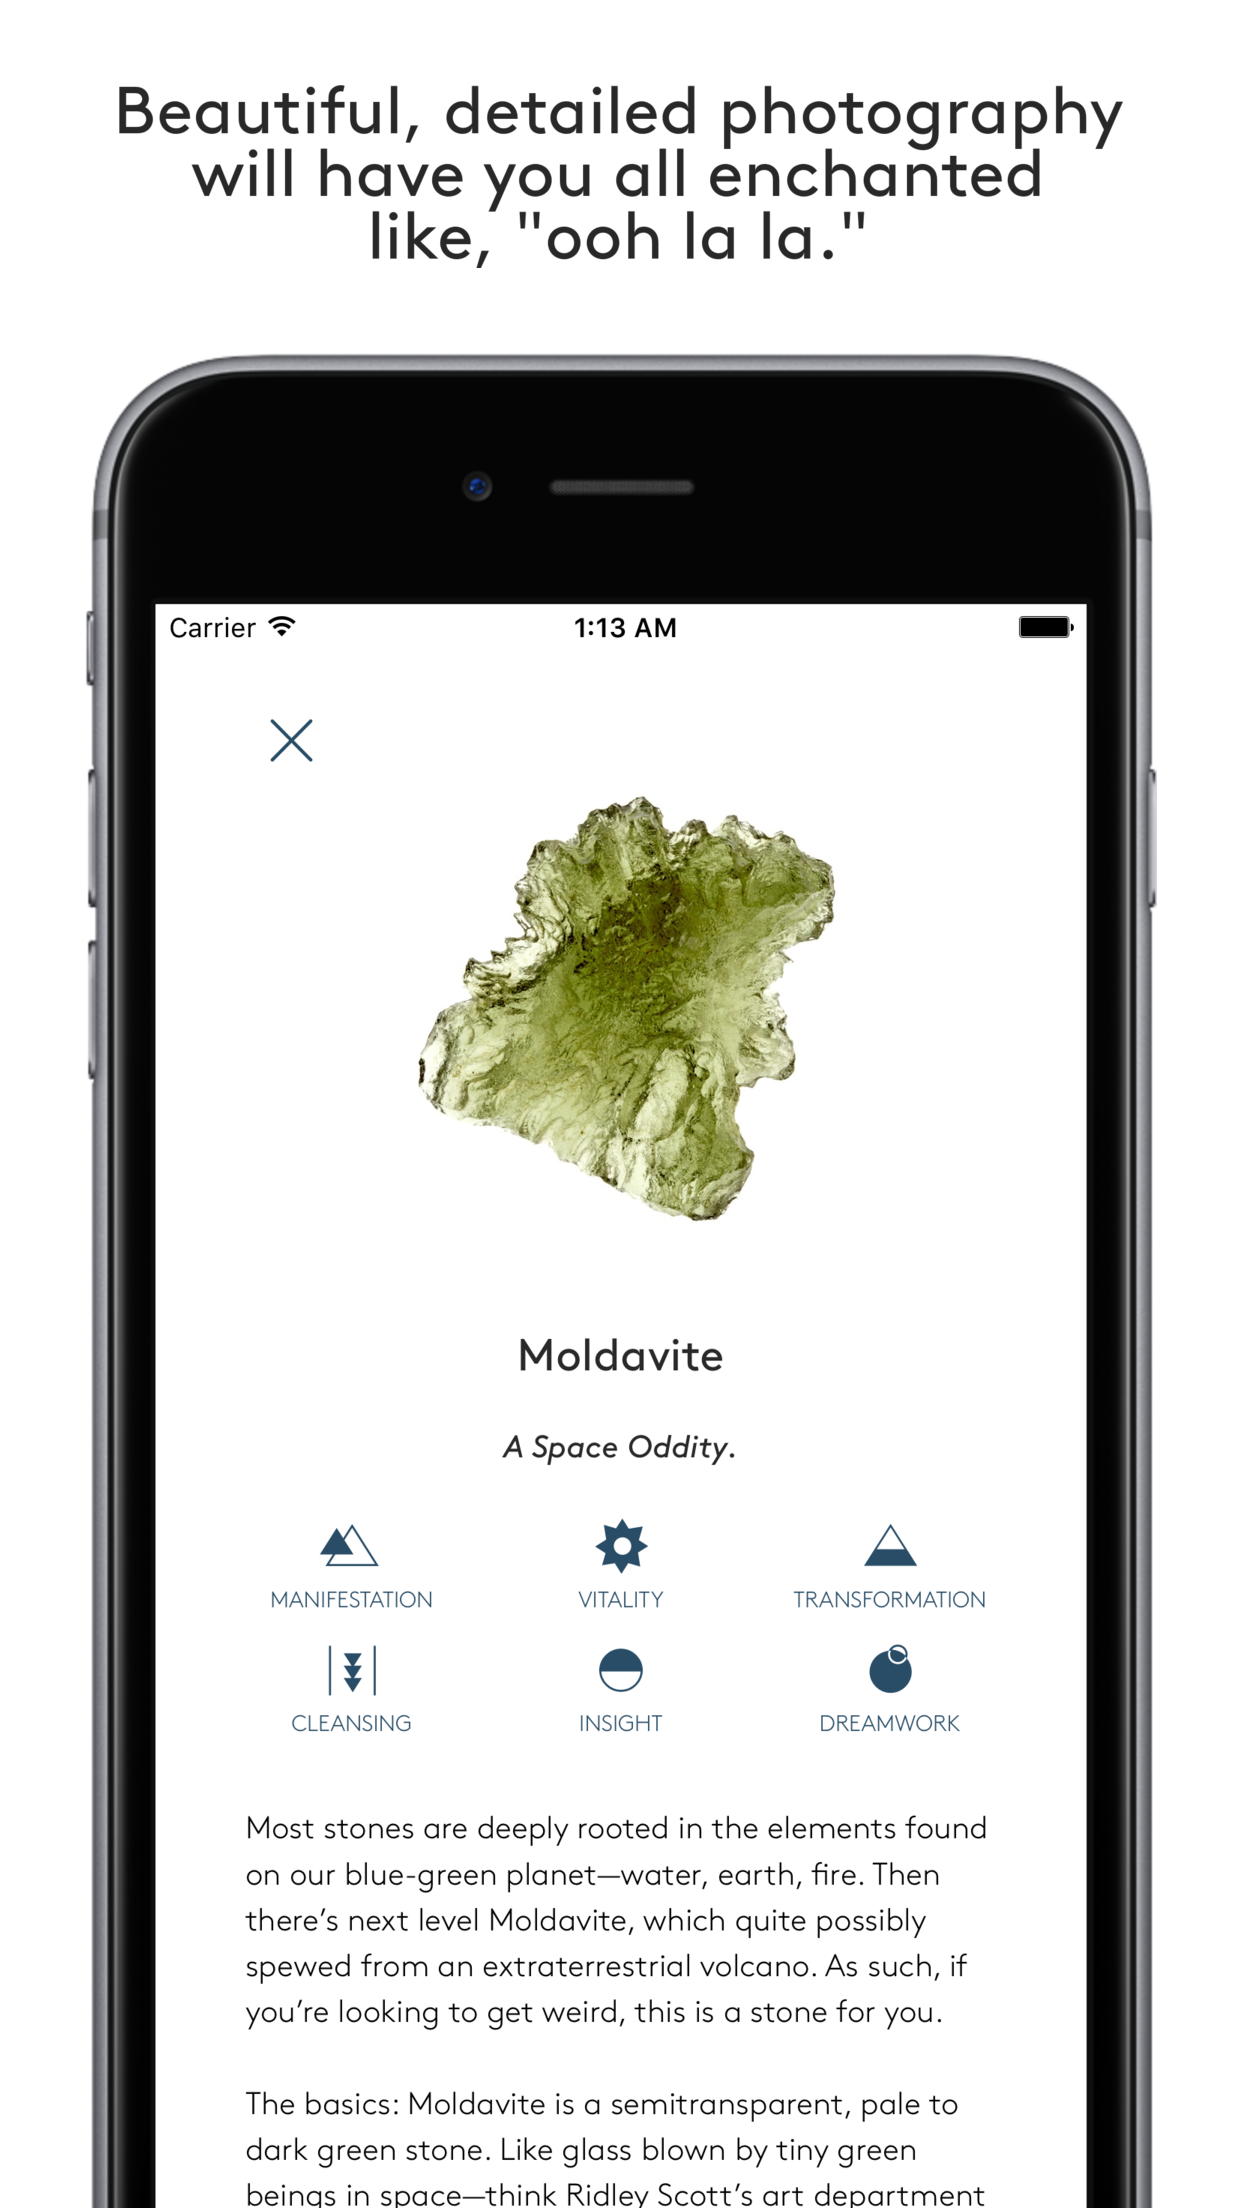 Beautiful, detailed photography
will have you all enchanted
like, "ooh la la."
Carrier 1:13 AM
Moldavite
A Space Oddity.
MANIFESTATION VITALITY TRANSFORMATION
CLEANSING INSIGHT DREAMWORK
Most stones are deeply rooted in the elements found
on our blue-green planet—water, earth, fire. Then
there’s next level Moldavite, which quite possibly
spewed from an extraterrestrial volcano. As such, if
you’re looking to get weird, this is a stone for you.
The basics: Moldavite is a semitransparent, pale to
dark green stone. Like glass blown by tiny green
beings in space—think Ridley Scott’s art department